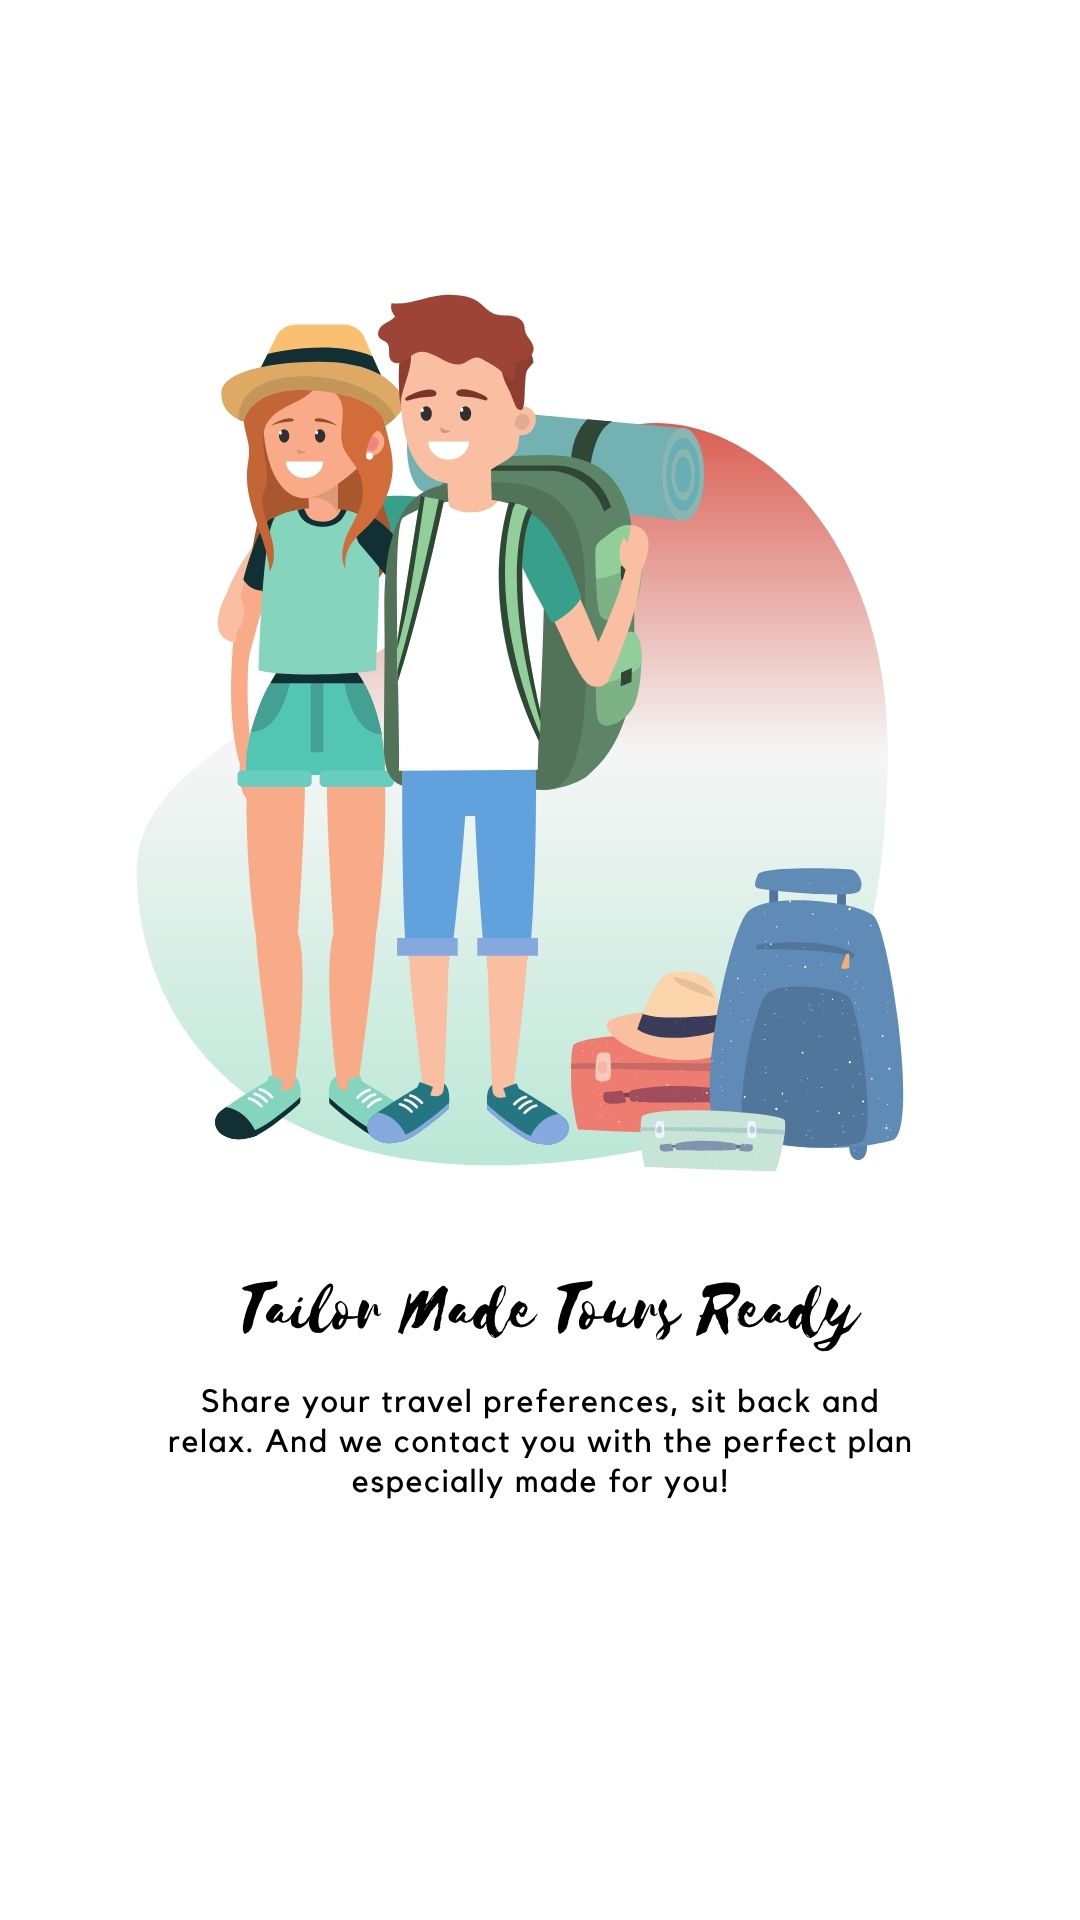 Tailor Made Tours Ready
Share your travel preferences, sit back and
relax. And we contact you with the perfect plan
especially made for you!